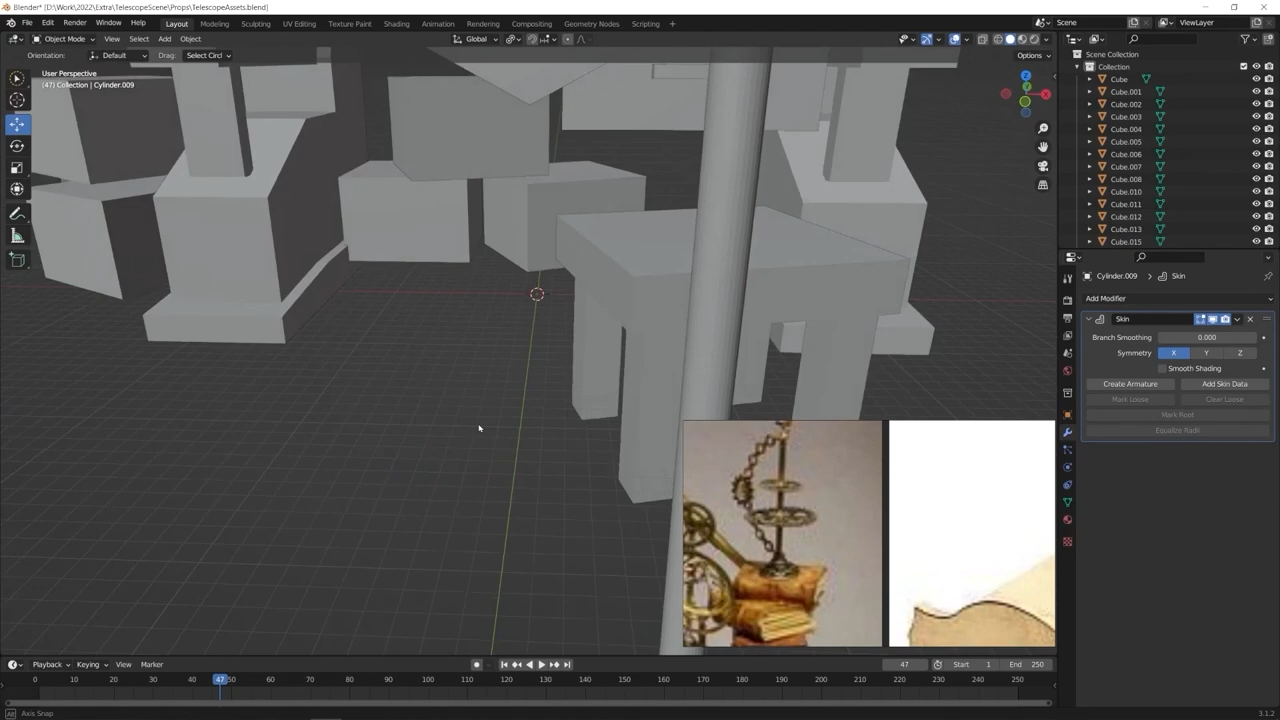 Blender* [D:\Work\2022\Extra\TelescopeScene\Props\TelescopeAssets.blend]
File Edit Render Window Help Layout Modeling Sculpting UV Editing Texture Paint Shading Animation Rendering Compositing Geometry Nodes Scripting + Scene ViewLayer
Object Mode View Select Add Object Global
Orientation: Default Drag: Select Circl Options
User Perspective
(47) Collection | Cylinder.009
Z
Y
X
Scene Collection
Collection
Cube
Cube.001
Cube.002
Cube.003
Cube.004
Cube.005
Cube.006
Cube.007
Cube.008
Cube.010
Cube.011
Cube.012
Cube.013
Cube.015
Cylinder.009 > Skin
Add Modifier
Skin
Branch Smoothing 0.000
Symmetry X Y Z
Smooth Shading
Create Armature Add Skin Data
Mark Loose Clear Loose
Mark Root
Equalize Radii
Playback Keying View Marker 47 Start 1 End 250
0 10 20 30 40 47 50 60 70 80 90 100 110 120 130 140 150 160 170 180 190 200 210 220 230 240 250
Axis Snap 3.1.2